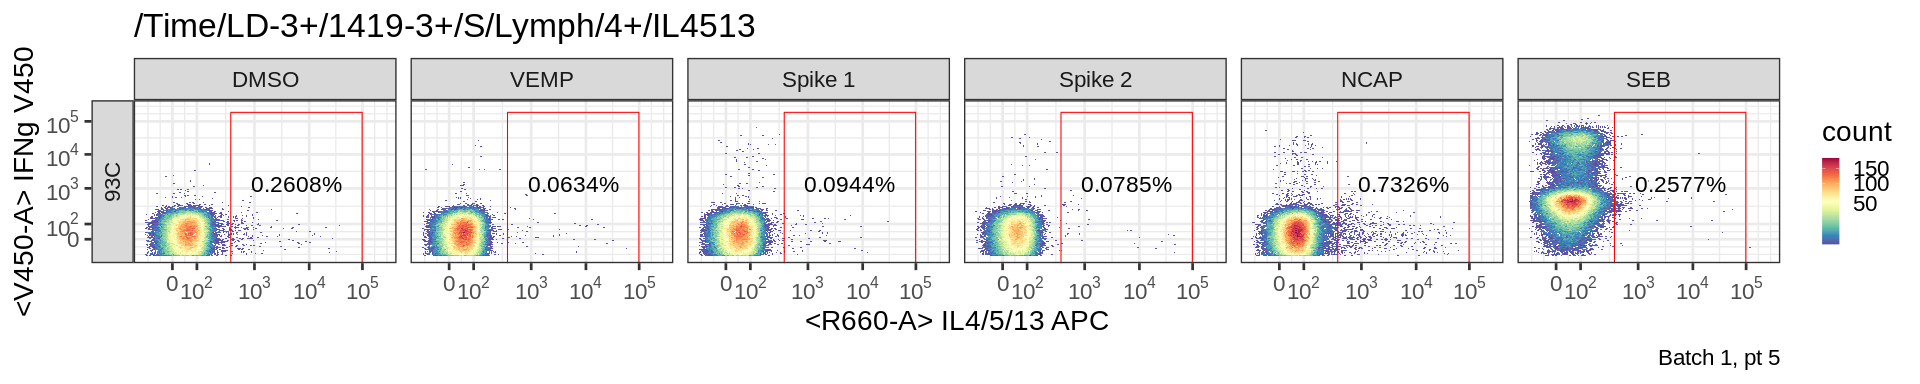 /Time/LD-3+/1419-3+/S/Lymph/4+/IL4513
DMSO VEMP Spike 1 Spike 2 NCAP SEB
<V450-A> IFNg V450
93C
10^5
10^4
10^3
10^2
0
0.2608% 0.0634% 0.0944% 0.0785% 0.7326% 0.2577%
count
150
100
50
0 10^2 10^3 10^4 10^5 0 10^2 10^3 10^4 10^5 0 10^2 10^3 10^4 10^5 0 10^2 10^3 10^4 10^5 0 10^2 10^3 10^4 10^5 0 10^2 10^3 10^4 10^5
<R660-A> IL4/5/13 APC
Batch 1, pt 5